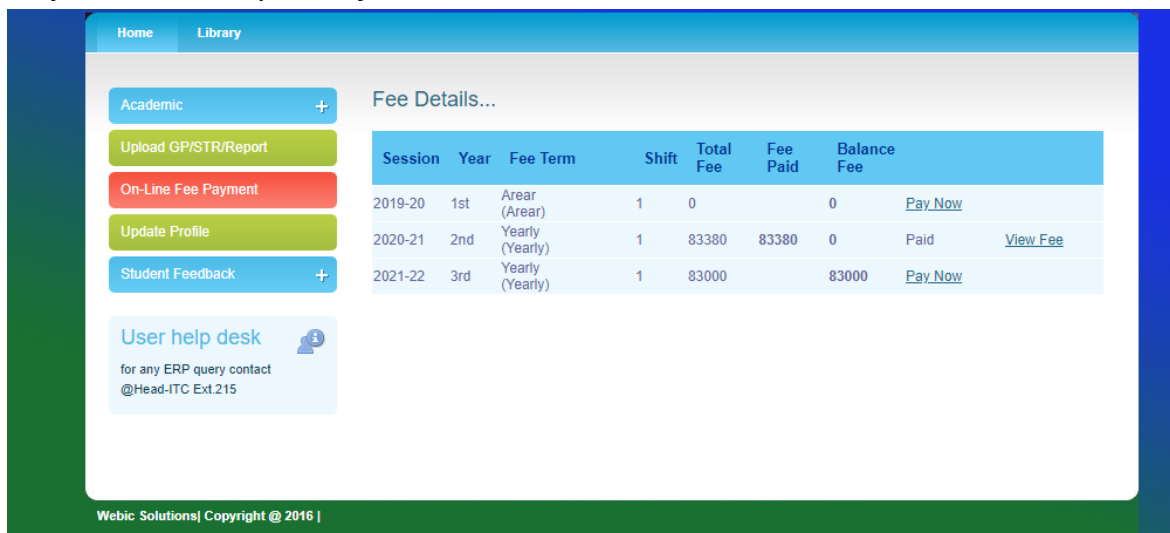 Home Library
Academic +
Upload GP/STR/Report
On-Line Fee Payment
Update Profile
Student Feedback +
User help desk
for any ERP query contact
@Head-ITC Ext.215
Fee Details...
Session Year Fee Term Shift Total Fee Fee Paid Balance Fee
2019-20 1st Arear (Arear) 1 0 0 Pay Now
2020-21 2nd Yearly (Yearly) 1 83380 83380 0 Paid View Fee
2021-22 3rd Yearly (Yearly) 1 83000 83000 Pay Now
Webic Solutions| Copyright @ 2016 |